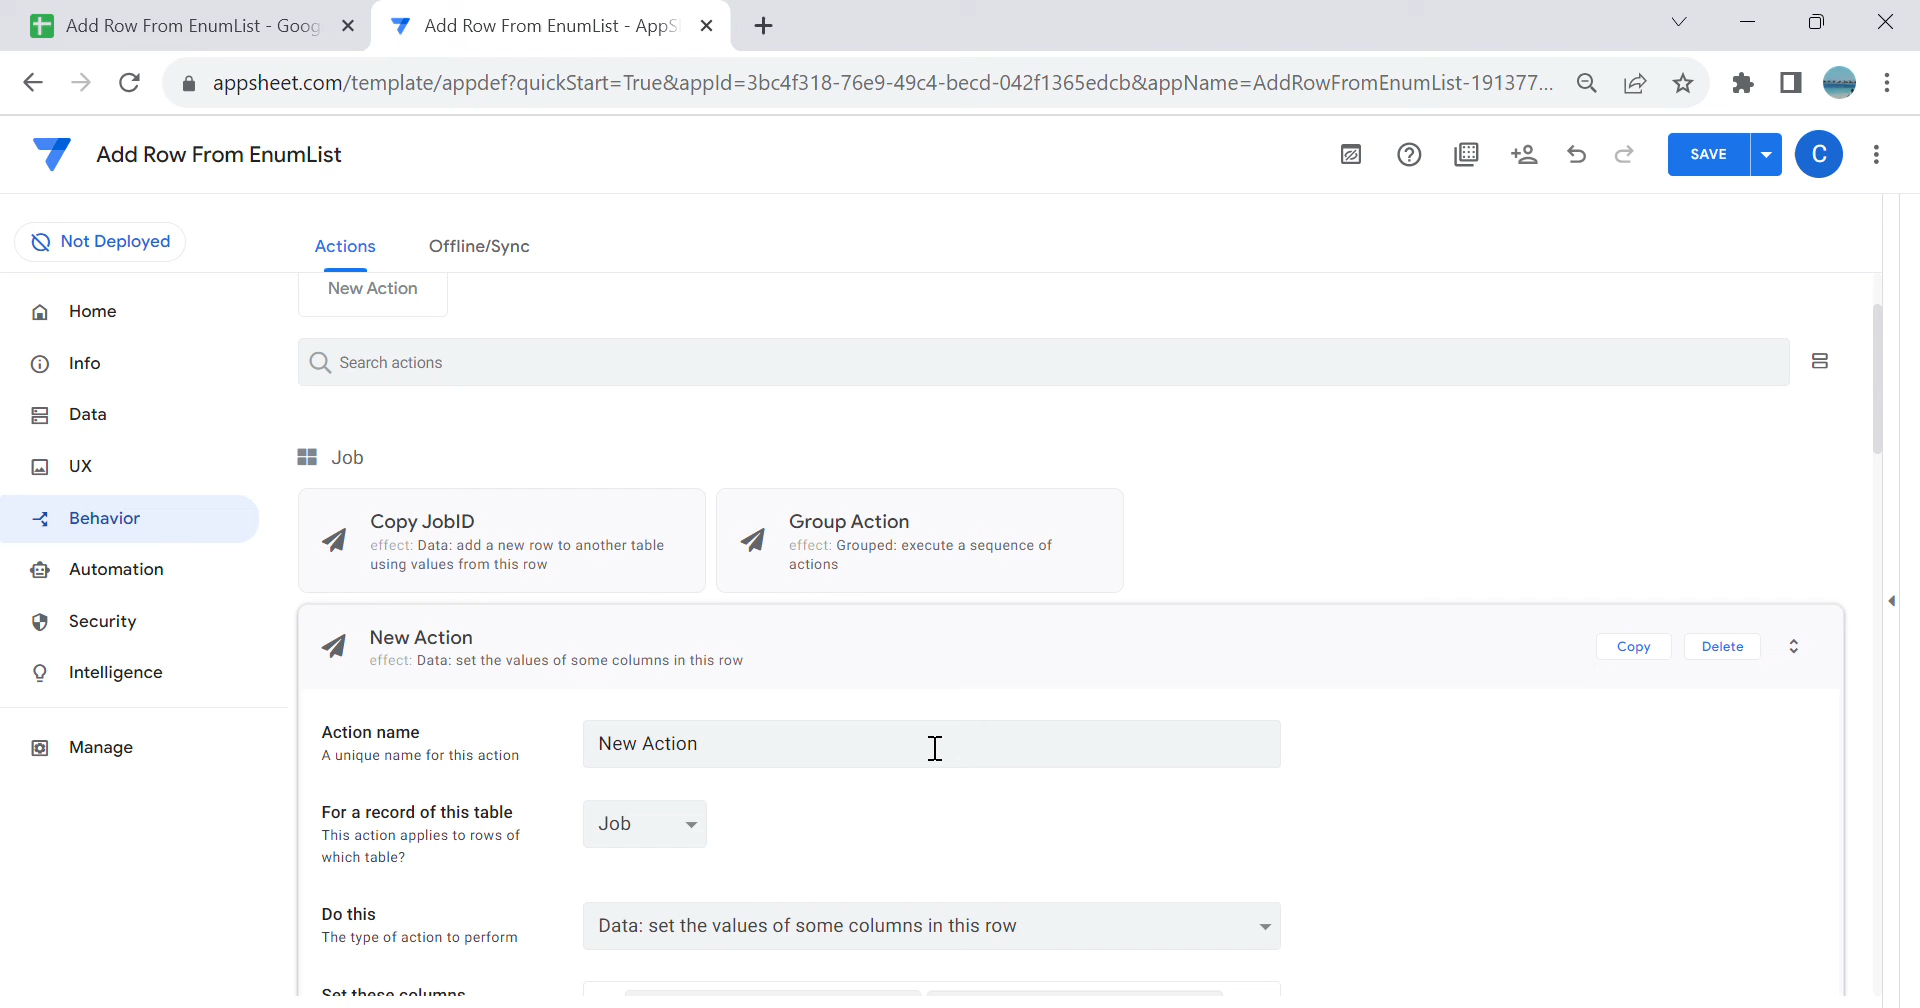 Add Row From EnumList - Goog
Add Row From EnumList - AppS
appsheet.com/template/appdef?quickStart=True&appId=3bc4f318-76e9-49c4-becd-042f1365edcb&appName=AddRowFromEnumList-191377...
Add Row From EnumList
SAVE
C
Not Deployed
Actions
Offline/Sync
New Action
Home
Info
Search actions
Data
Job
UX
Behavior
Copy JobID
effect: Data: add a new row to another table
using values from this row
Group Action
effect: Grouped: execute a sequence of
actions
Automation
Security
Intelligence
Manage
New Action
effect: Data: set the values of some columns in this row
Copy
Delete
Action name
A unique name for this action
New Action
For a record of this table
This action applies to rows of
which table?
Job
Do this
The type of action to perform
Data: set the values of some columns in this row
Set these columns